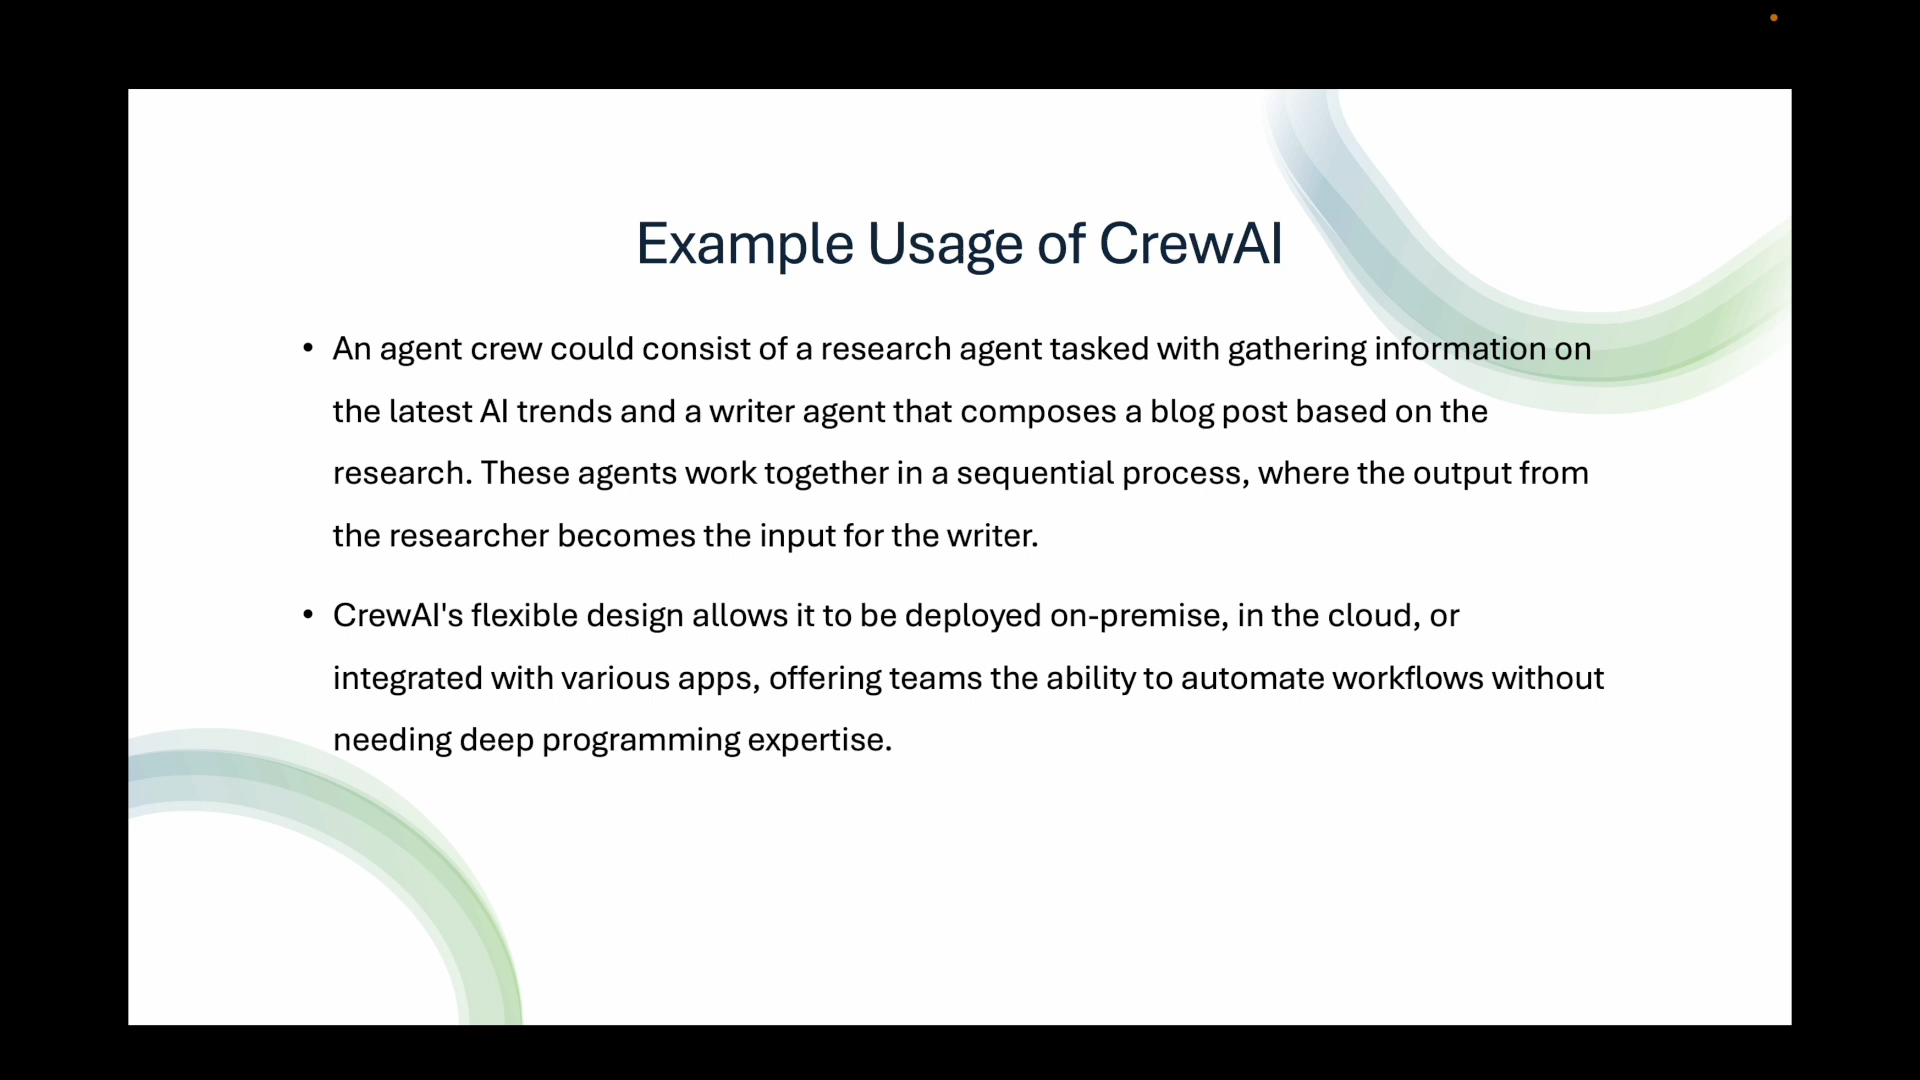 Example Usage of CrewAI
• An agent crew could consist of a research agent tasked with gathering information on
the latest AI trends and a writer agent that composes a blog post based on the
research. These agents work together in a sequential process, where the output from
the researcher becomes the input for the writer.
• CrewAI's flexible design allows it to be deployed on-premise, in the cloud, or
integrated with various apps, offering teams the ability to automate workflows without
needing deep programming expertise.